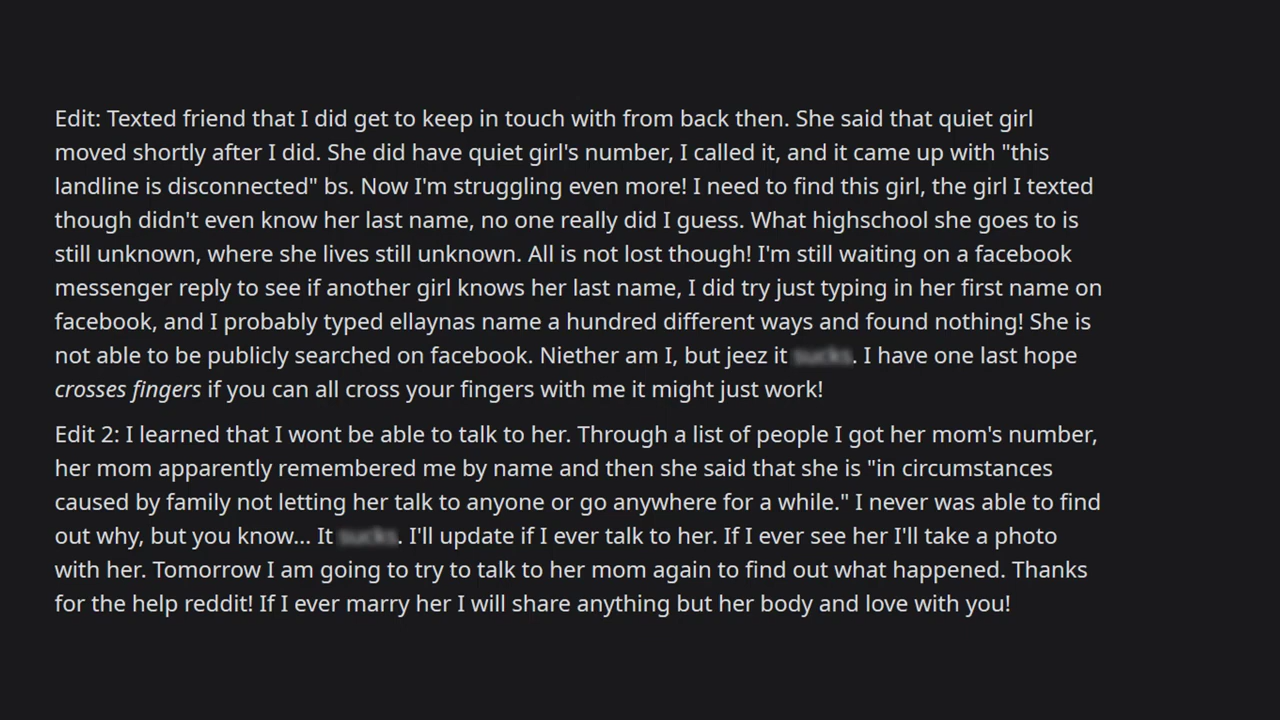 Edit: Texted friend that I did get to keep in touch with from back then. She said that quiet girl
moved shortly after I did. She did have quiet girl's number, I called it, and it came up with "this
landline is disconnected" bs. Now I'm struggling even more! I need to find this girl, the girl I texted
though didn't even know her last name, no one really did I guess. What highschool she goes to is
still unknown, where she lives still unknown. All is not lost though! I'm still waiting on a facebook
messenger reply to see if another girl knows her last name, I did try just typing in her first name on
facebook, and I probably typed ellaynas name a hundred different ways and found nothing! She is
not able to be publicly searched on facebook. Niether am I, but jeez it sucks. I have one last hope
crosses fingers if you can all cross your fingers with me it might just work!
Edit 2: I learned that I wont be able to talk to her. Through a list of people I got her mom's number,
her mom apparently remembered me by name and then she said that she is "in circumstances
caused by family not letting her talk to anyone or go anywhere for a while." I never was able to find
out why, but you know... It sucks. I'll update if I ever talk to her. If I ever see her I'll take a photo
with her. Tomorrow I am going to try to talk to her mom again to find out what happened. Thanks
for the help reddit! If I ever marry her I will share anything but her body and love with you!